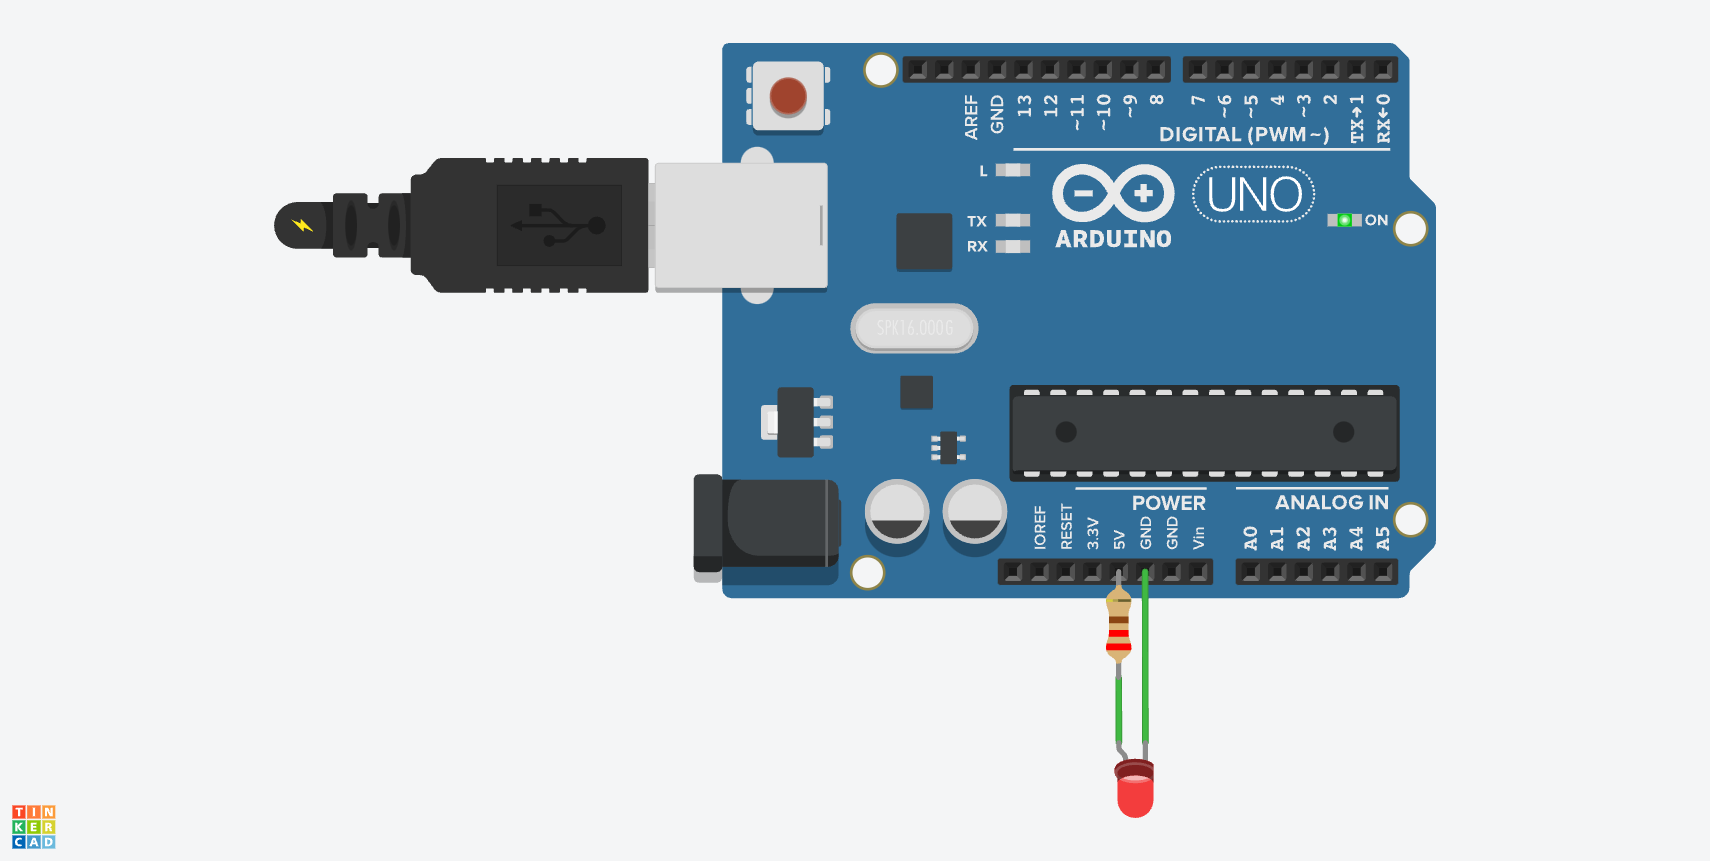 AREF
GND
13
12
~11
~10
~9
8
7
~6
~5
4
~3
2
TX→1
RX←0
DIGITAL (PWM~)
L
TX
RX
UNO
ON
ARDUINO
SPK16.000G
POWER
ANALOG IN
IOREF
RESET
3.3V
5V
GND
GND
Vin
A0
A1
A2
A3
A4
A5
TIN
KER
CAD